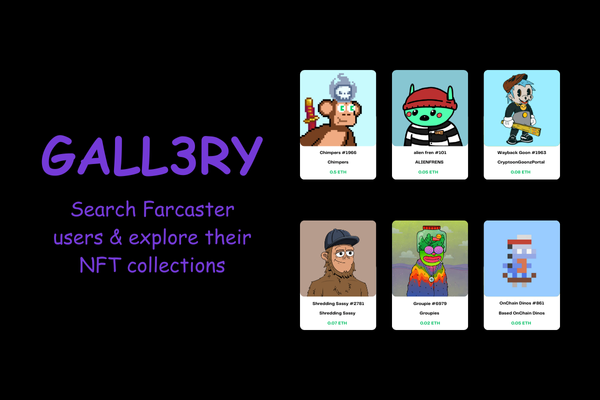 GALL3RY
Search Farcaster
users & explore their
NFT collections
Chimpers #1966
Chimpers
0.5 ETH
alien fren #101
ALIENFRENS
0.06 ETH
Wayback Goon #1963
CryptoonGoonzPortal
0.06 ETH
Shredding Sassy #2781
Shredding Sassy
0.07 ETH
Groupie #6979
Groupies
0.03 ETH
OnChain Dinos #861
Based OnChain Dinos
0.05 ETH